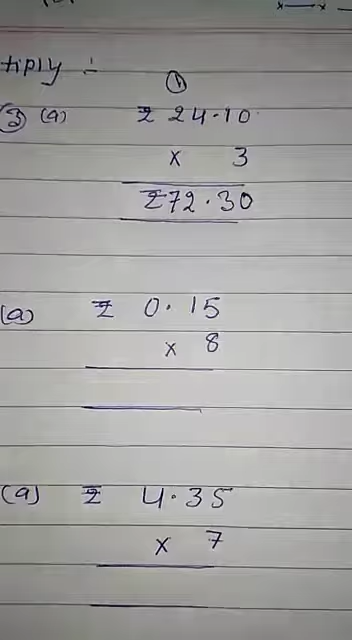 tiply :-
1
③ (a) ₹ 24.10
x 3
₹72.30
(a) ₹ 0.15
x 8
(a) ₹ 4.35
x 7